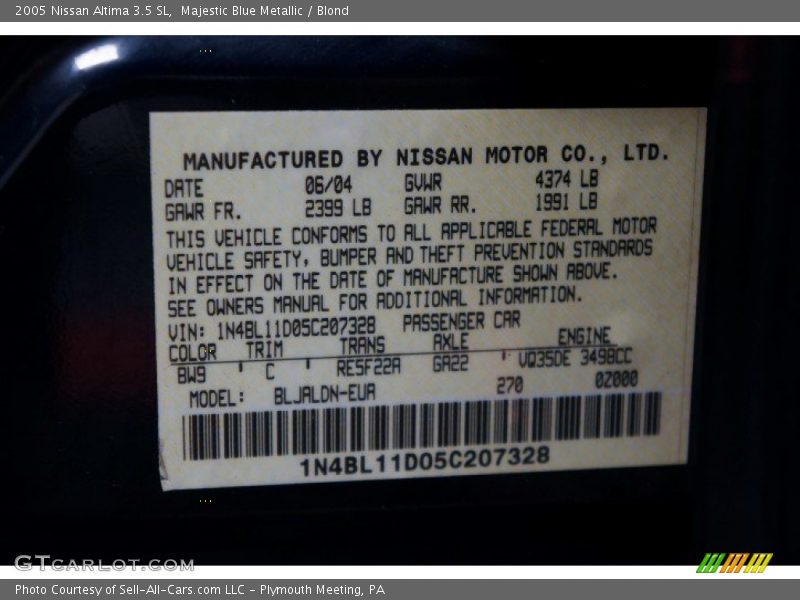 2005 Nissan Altima 3.5 SL,  Majestic Blue Metallic / Blond
MANUFACTURED BY NISSAN MOTOR CO., LTD.
DATE 06/04 GVWR 4374 LB
GAWR FR. 2399 LB GAWR RR. 1991 LB
THIS VEHICLE CONFORMS TO ALL APPLICABLE FEDERAL MOTOR
VEHICLE SAFETY, BUMPER AND THEFT PREVENTION STANDARDS
IN EFFECT ON THE DATE OF MANUFACTURE SHOWN ABOVE.
SEE OWNERS MANUAL FOR ADDITIONAL INFORMATION.
VIN: 1N4BL11D05C207328 PASSENGER CAR
COLOR TRIM TRANS AXLE ENGINE
BW9 C RE5F22A GA22 VQ35DE 3498CC
MODEL: BLJALDN-EUA 270 02000
1N4BL11D05C207328
GTcarlot.com
Photo Courtesy of Sell-All-Cars.com LLC - Plymouth Meeting, PA